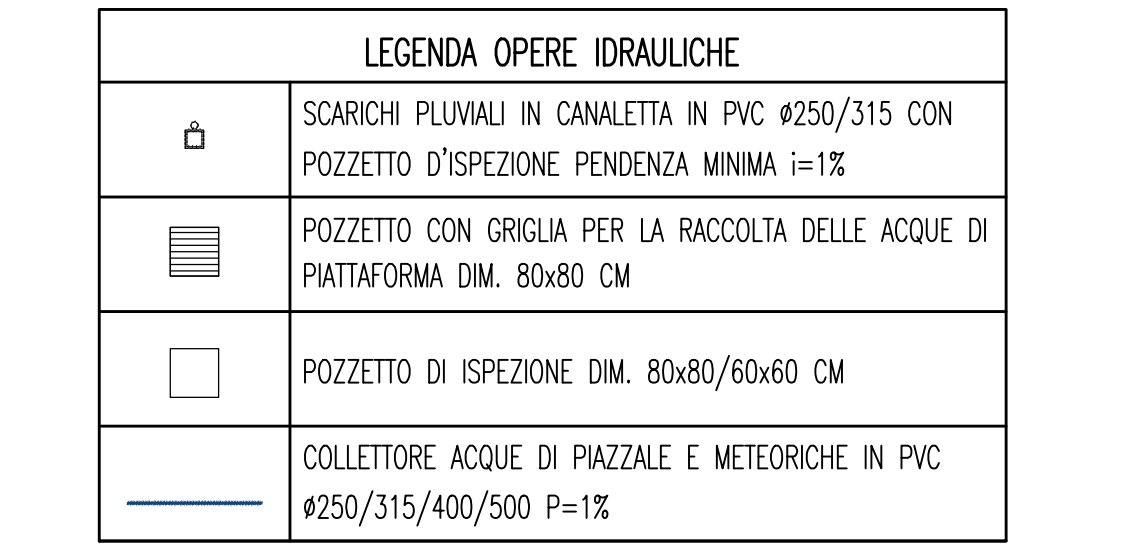 LEGENDA OPERE IDRAULICHE
SCARICHI PLUVIALI IN CANALETTA IN PVC ø250/315 CON
POZZETTO D'ISPEZIONE PENDENZA MINIMA i=1%
POZZETTO CON GRIGLIA PER LA RACCOLTA DELLE ACQUE DI
PIATTAFORMA DIM. 80x80 CM
POZZETTO DI ISPEZIONE DIM. 80x80/60x60 CM
COLLETTORE ACQUE DI PIAZZALE E METEORICHE IN PVC
ø250/315/400/500 P=1%